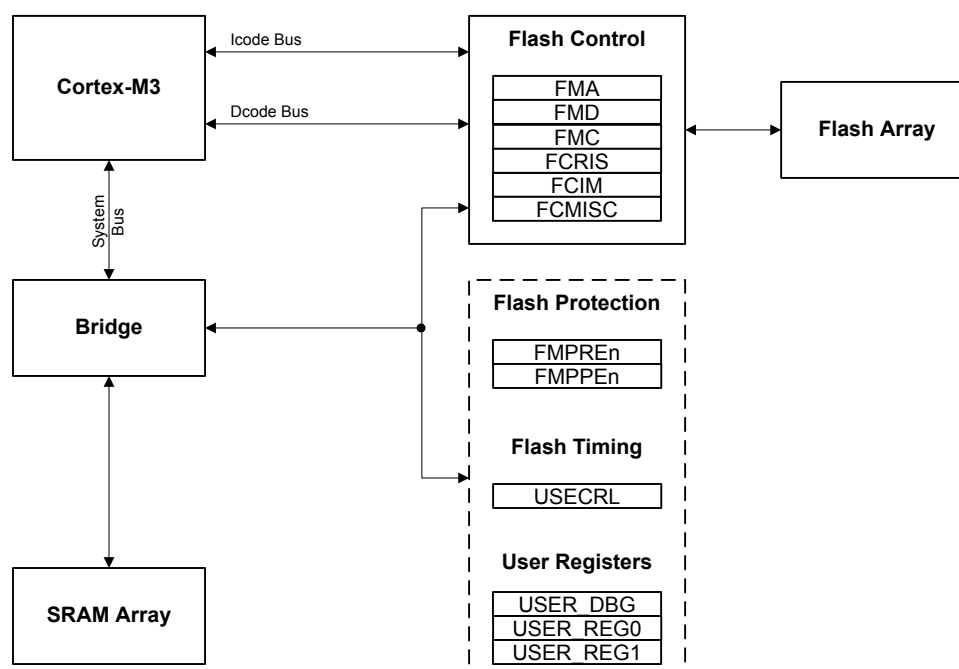 Cortex-M3
Icode Bus
Dcode Bus
System
Bus
Bridge
SRAM Array
Flash Control
FMA
FMD
FMC
FCRIS
FCIM
FCMISC
Flash Array
Flash Protection
FMPREn
FMPPEn
Flash Timing
USECRL
User Registers
USER_DBG
USER_REG0
USER_REG1